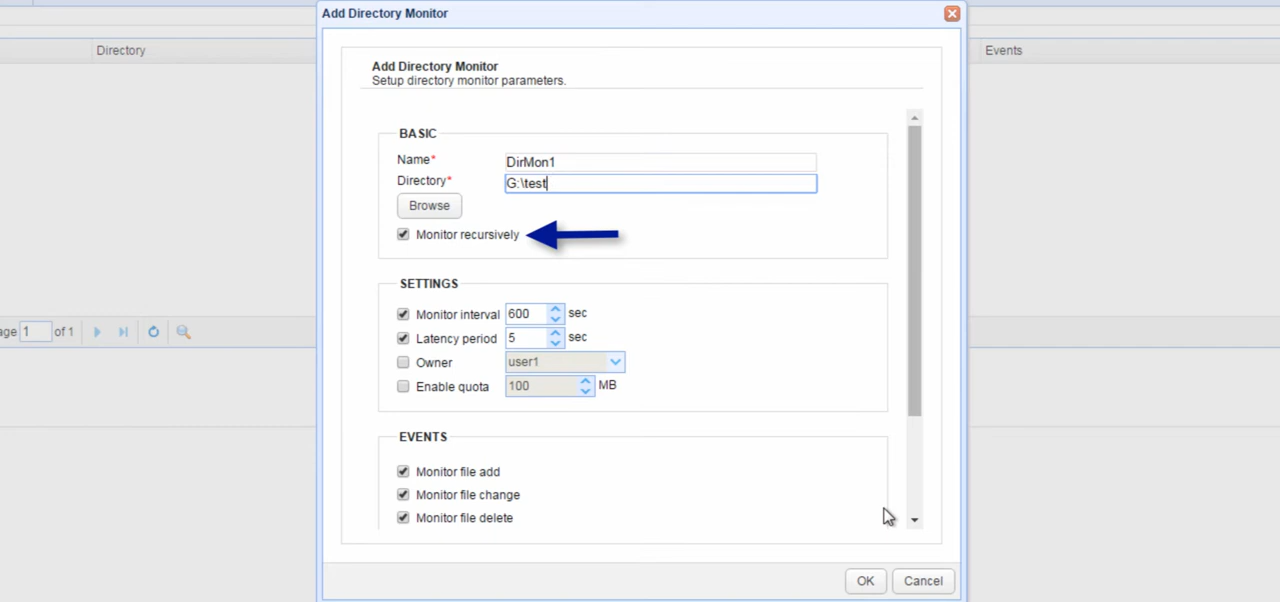 Add Directory Monitor
Directory
Events
Add Directory Monitor
Setup directory monitor parameters.
BASIC
Name* DirMon1
Directory* G:\test
Browse
Monitor recursively
SETTINGS
Monitor interval 600 sec
Latency period 5 sec
Owner user1
Enable quota 100 MB
age 1 of 1
EVENTS
Monitor file add
Monitor file change
Monitor file delete
OK Cancel